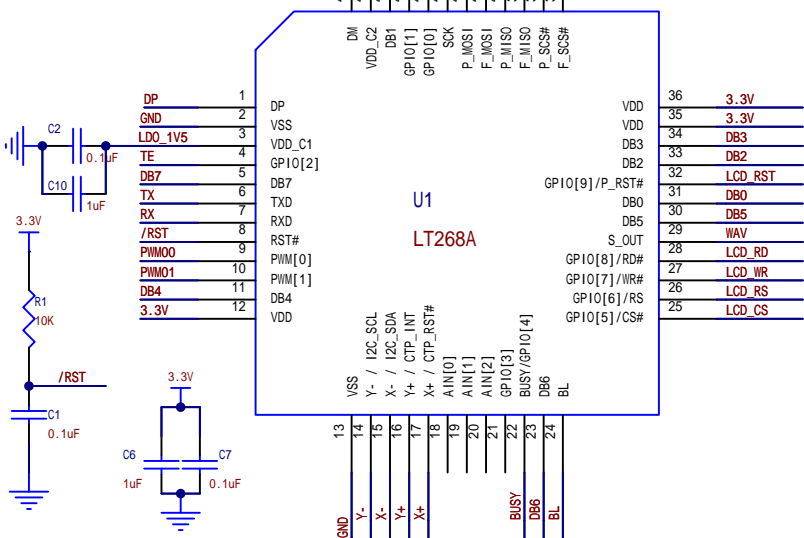 DM
VDD_C2
DB1
GPIO[1]
GPIO[0]
SCK
P_MOSI
F_MOSI
P_MISO
F_MISO
P_SCS#
F_SCS#
DP 1 DP
GND 2 VSS
LDO_1V5 3 VDD_C1
TE 4 GPIO[2]
DB7 5 DB7
TX 6 TXD
RX 7 RXD
/RST 8 RST#
PWM00 9 PWM[0]
PWM01 10 PWM[1]
DB4 11 DB4
3.3V 12 VDD
U1
LT268A
VDD 36 3.3V
VDD 35 3.3V
DB3 34 DB3
DB2 33 DB2
GPIO[9]/P_RST# 32 LCD_RST
DB0 31 DB0
DB5 30 DB5
S_OUT 29 WAV
GPIO[8]/RD# 28 LCD_RD
GPIO[7]/WR# 27 LCD_WR
GPIO[6]/RS 26 LCD_RS
GPIO[5]/CS# 25 LCD_CS
VSS 13 GND
Y- / I2C_SCL 14 Y-
X- / I2C_SDA 15 X-
Y+ / CTP_INT 16 Y+
X+ / CTP_RST# 17 X+
AIN[0] 18
AIN[1] 19
AIN[2] 20
GPIO[3] 21
BUSY/GPIO[4] 22 BUSY
DB6 23 DB6
BL 24 BL
C2
0.1uF
C10
1uF
3.3V
R1
10K
/RST
C1
0.1uF
3.3V
C6
1uF
C7
0.1uF